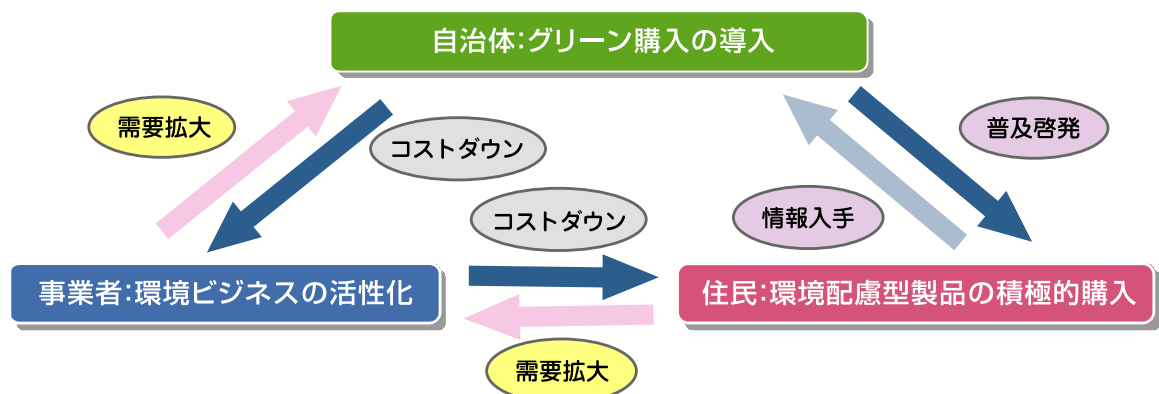 自治体：グリーン購入の導入
需要拡大
コストダウン
普及啓発
コストダウン
情報入手
事業者：環境ビジネスの活性化
住民：環境配慮型製品の積極的購入
需要拡大